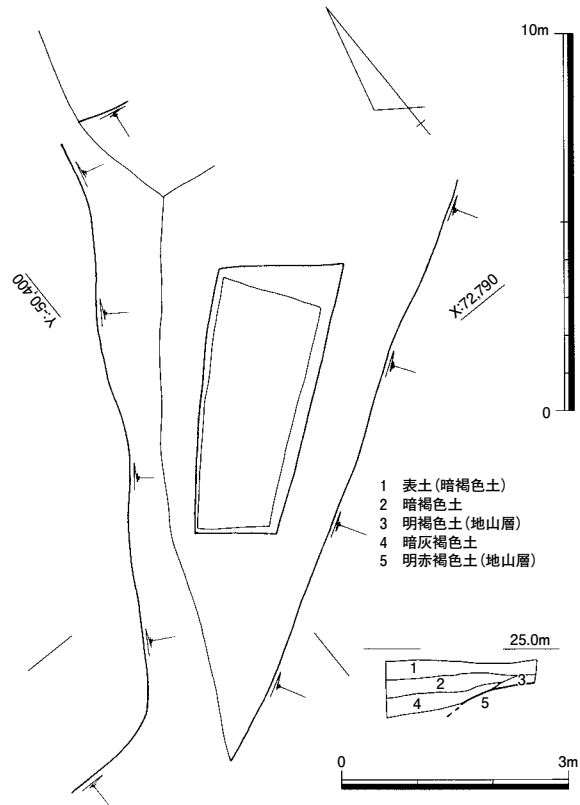 10m
Y:-50,400
X:72,790
0
1 表土(暗褐色土)
2 暗褐色土
3 明褐色土(地山層)
4 暗灰褐色土
5 明赤褐色土(地山層)
25.0m
1
2
3
4
5
0 3m